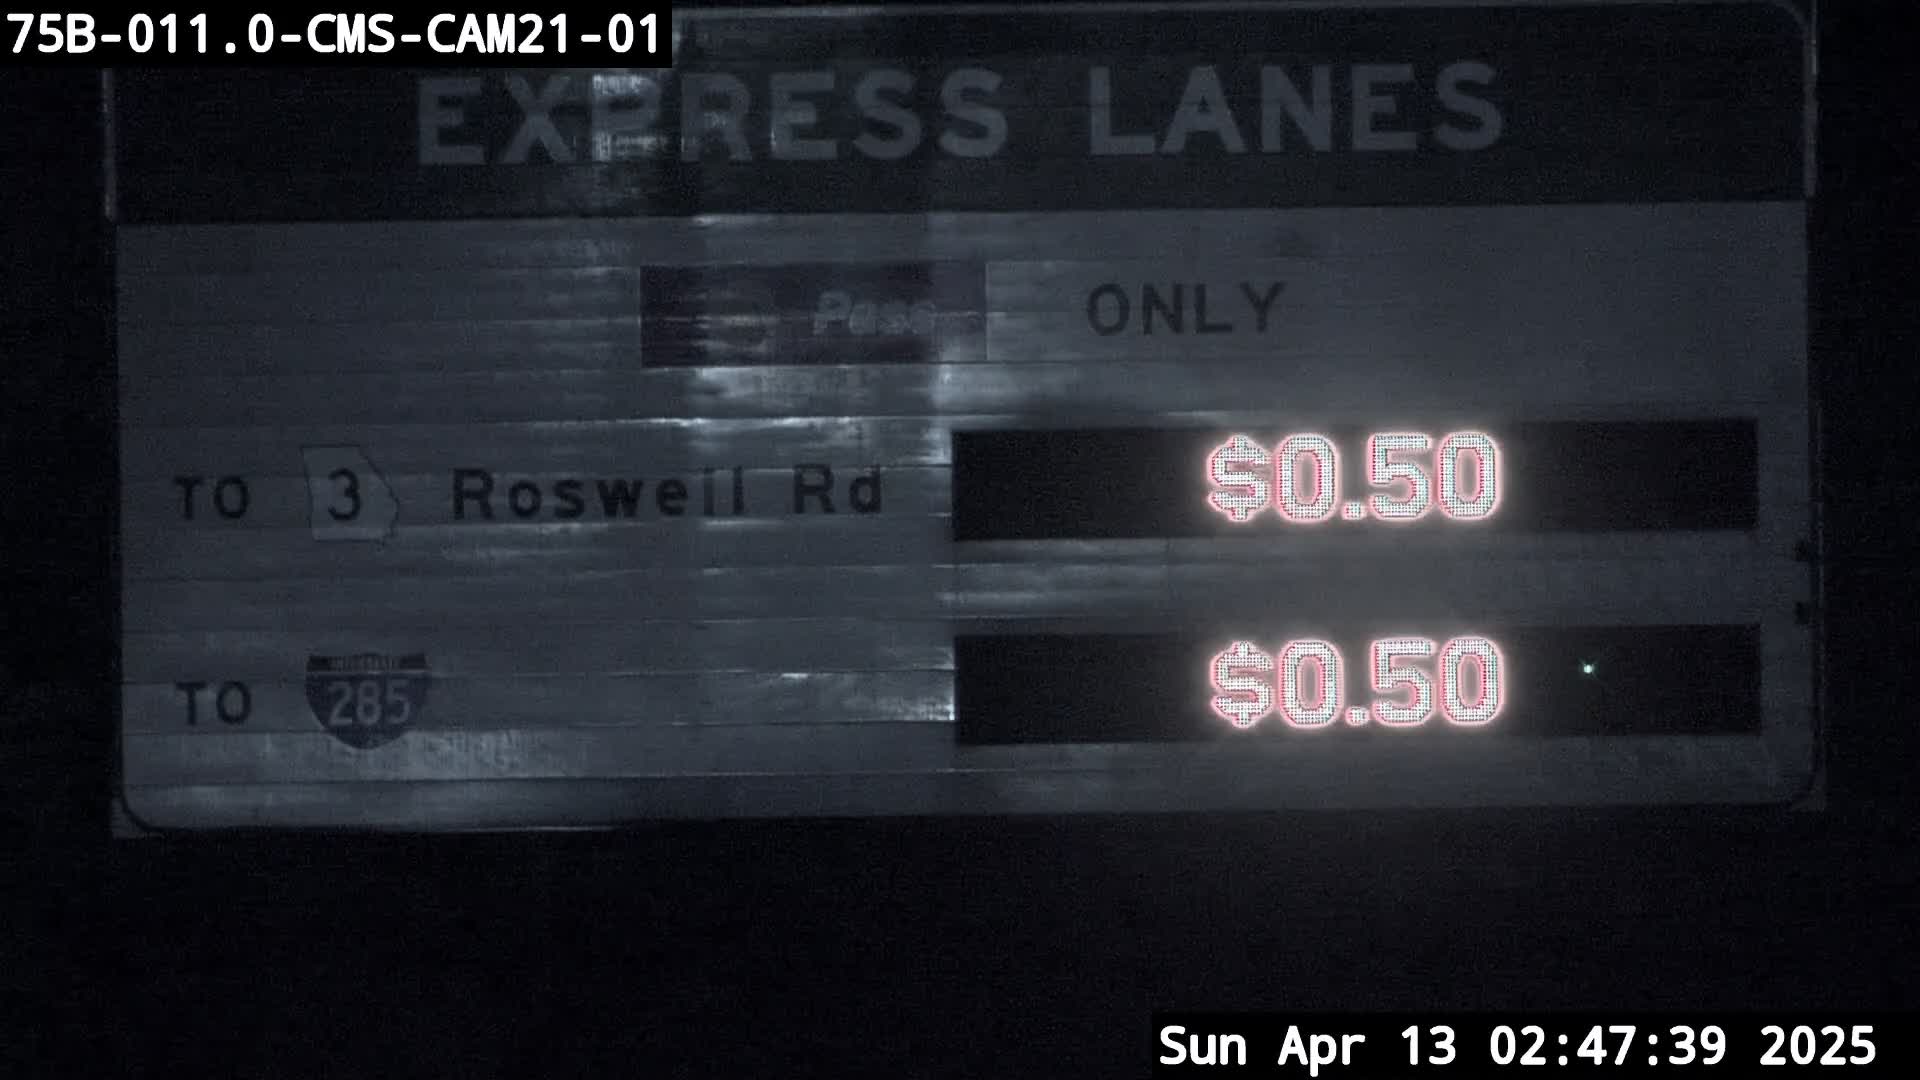 75B-011.0-CMS-CAM21-01
EXPRESS LANES
Pass ONLY
TO 3 Roswell Rd $0.50
TO 285 $0.50
Sun Apr 13 02:47:39 2025